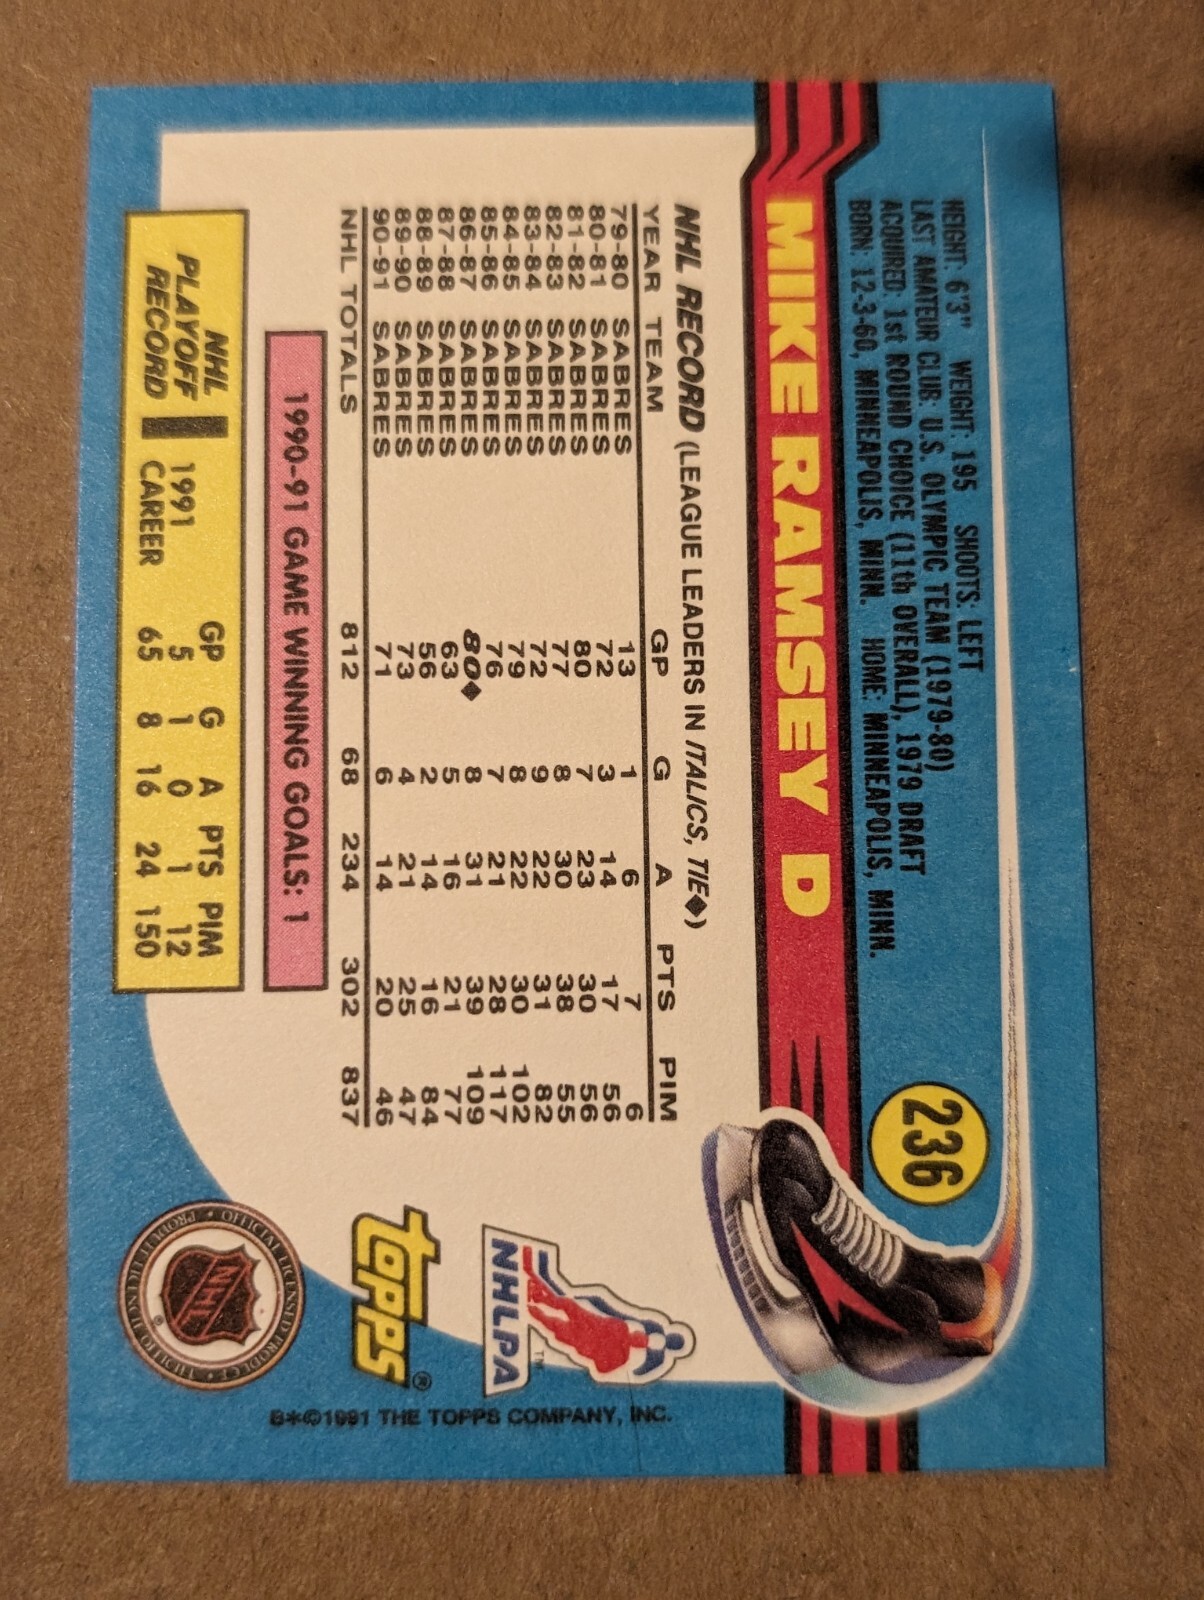 HEIGHT: 6'3" WEIGHT: 195 SHOOTS: LEFT
LAST AMATEUR CLUB: U.S. OLYMPIC TEAM (1979-80)
ACQUIRED: 1st ROUND CHOICE (11th OVERALL), 1979 DRAFT
BORN: 12-3-60, MINNEAPOLIS, MINN. HOME: MINNEAPOLIS, MINN.
236
MIKE RAMSEY D
NHL RECORD (LEAGUE LEADERS IN ITALICS, TIE◆)
YEAR TEAM GP G A PTS PIM
79-80 SABRES 13 1 6 7 6
80-81 SABRES 72 3 14 17 56
81-82 SABRES 80 7 23 30 56
82-83 SABRES 77 8 30 38 55
83-84 SABRES 72 9 22 31 82
84-85 SABRES 79 8 22 30 102
85-86 SABRES 76 7 21 28 117
86-87 SABRES 80◆ 8 31 39 109
87-88 SABRES 63 5 16 21 77
88-89 SABRES 56 2 14 16 84
89-90 SABRES 73 4 21 25 47
90-91 SABRES 71 6 14 20 46
NHL TOTALS 812 68 234 302 837
1990-91 GAME WINNING GOALS: 1
NHL PLAYOFF RECORD
GP G A PTS PIM
1991 5 1 0 1 12
CAREER 65 8 16 24 150
NHLPA™
Topps®
NHL®
B*©1991 THE TOPPS COMPANY, INC.